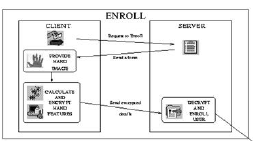 ENROLL
CLIENT
SERVER
Request to Enroll
Send a form
PROVIDE
HAND
IMAGE
CALCULATE
AND
ENCRYPT
HAND
FEATURES
Send encrypted
details
DECRYPT
AND
ENROLL
USER